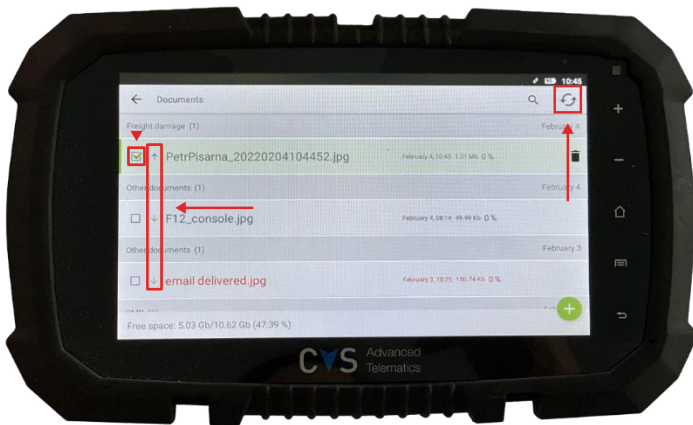 10:45
Documents
Freight damage (1) February 4
PetrPisarna_20220204104452.jpg February 4, 10:45 1.21 Mb 0 %
Other documents (1) February 4
F12_console.jpg February 4, 08:14 49.99 Kb 0 %
Other documents (1) February 3
email delivered.jpg February 3, 10:25 150.74 Kb 0 %
Free space: 5.03 Gb/10.62 Gb (47.39 %)
CVS Advanced
Telematics